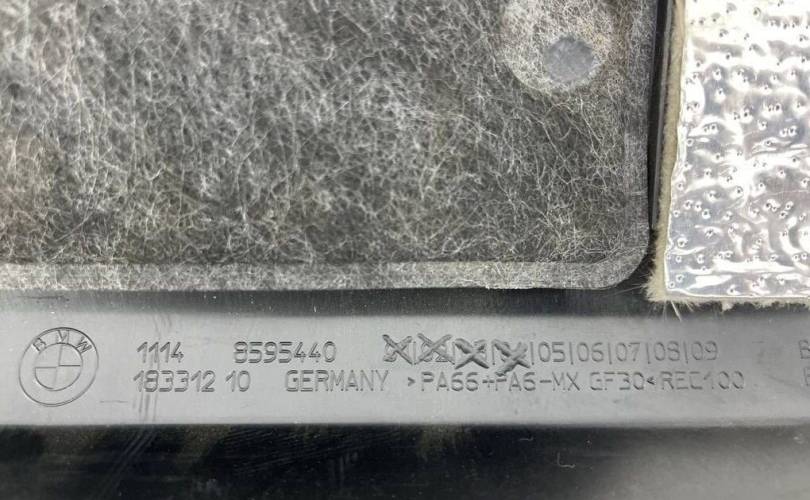 BMW
1114 8595440 |05|06|07|08|09
183312 10 GERMANY >PA66+PA6-MX GF30< REC100